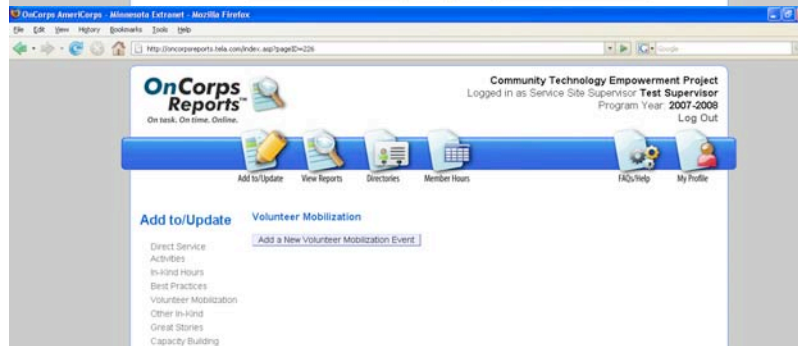 OnCorps AmeriCorps - Minnesota Extranet - Mozilla Firefox
File Edit View History Bookmarks Tools Help
http://oncorpsreports.hela.com/index.asp?pageID=226
Google
OnCorps
Reports™
On task. On time. Online.
Community Technology Empowerment Project
Logged in as Service Site Supervisor Test Supervisor
Program Year: 2007-2008
Log Out
Add to/Update View Reports Directories Member Hours FAQs/Help My Profile
Add to/Update
Direct Service
Activities
In-Kind Hours
Best Practices
Volunteer Mobilization
Other In-Kind
Great Stories
Capacity Building
Volunteer Mobilization
Add a New Volunteer Mobilization Event